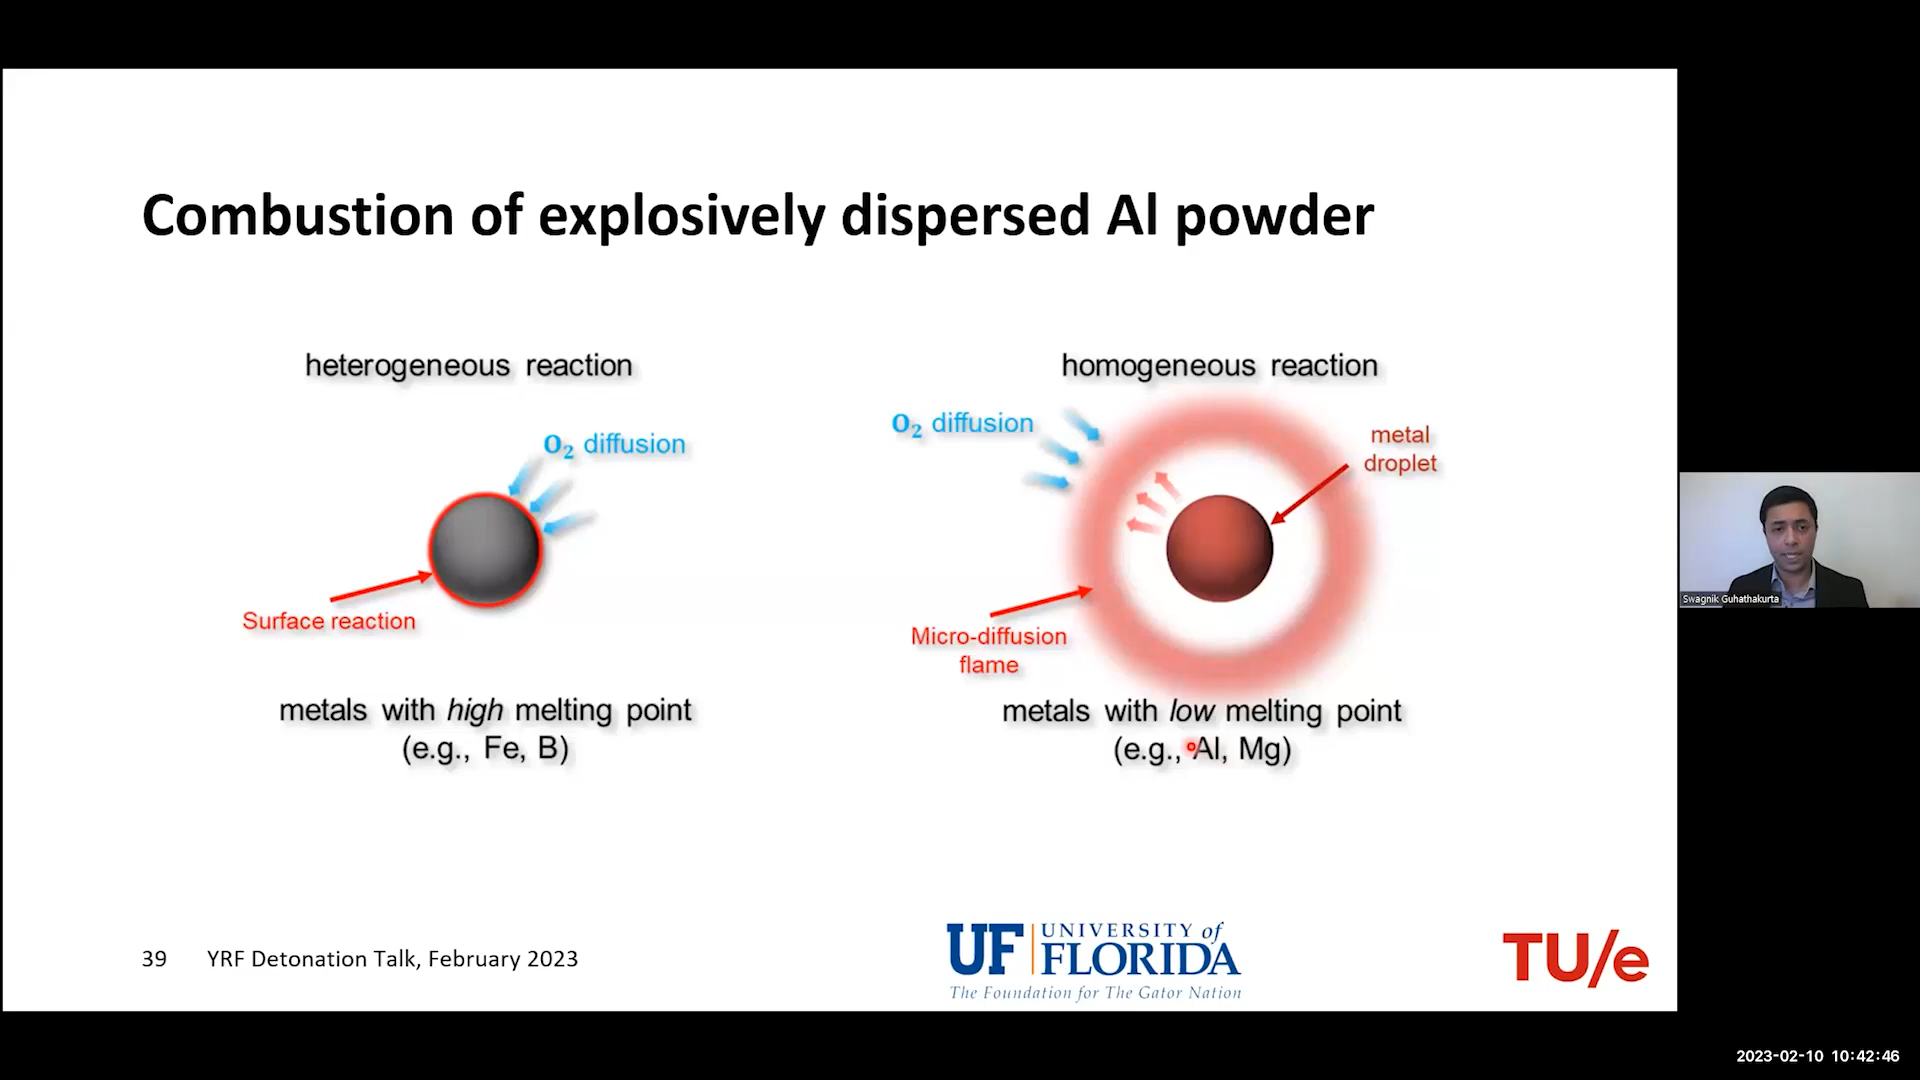 Combustion of explosively dispersed Al powder
heterogeneous reaction
O₂ diffusion
Surface reaction
metals with high melting point
(e.g., Fe, B)
homogeneous reaction
O₂ diffusion
metal
droplet
Micro-diffusion
flame
metals with low melting point
(e.g., Al, Mg)
Swagnik Guhathakurta
39 YRF Detonation Talk, February 2023
UF UNIVERSITY of
FLORIDA
The Foundation for The Gator Nation
TU/e
2023-02-10 10:42:46